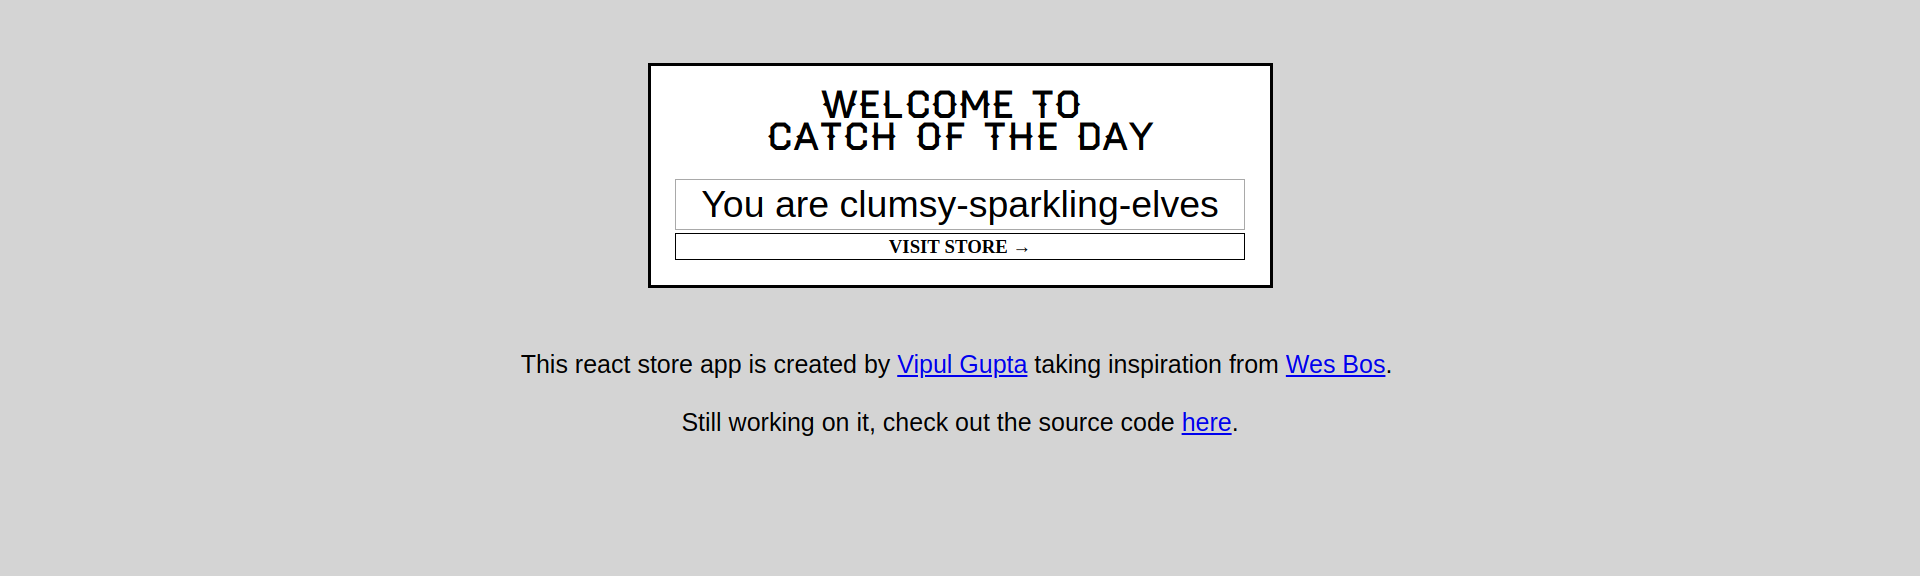 WELCOME TO
CATCH OF THE DAY
You are clumsy-sparkling-elves
VISIT STORE →
This react store app is created by Vipul Gupta taking inspiration from Wes Bos.
Still working on it, check out the source code here.